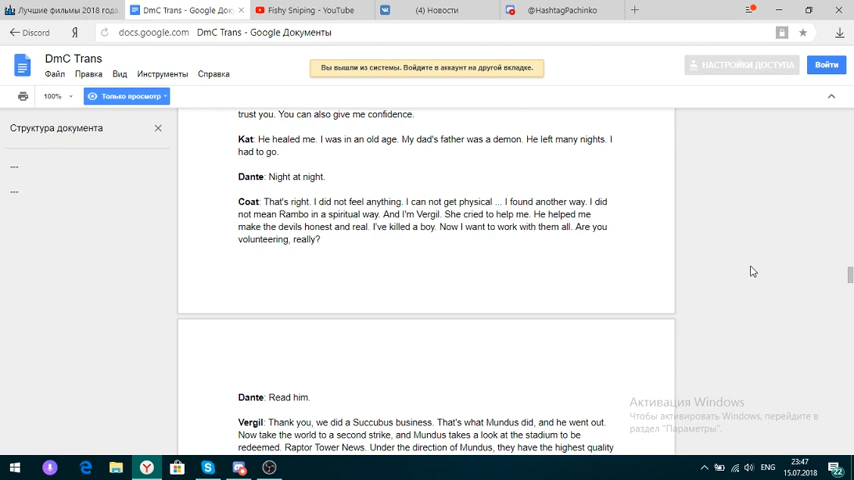 Лучшие фильмы 2018 года.
DmC Trans - Google Док
Fishy Sniping - YouTube
(4) Новости
@HashtagPachinko
Discord
docs.google.com DmC Trans - Google Документы
DmC Trans
Файл Правка Вид Инструменты Справка
Вы вышли из системы. Войдите в аккаунт на другой вкладке.
НАСТРОЙКИ ДОСТУПА
Войти
100%
Только просмотр
Структура документа
---
---
trust you. You can also give me confidence.
Kat: He healed me. I was in an old age. My dad's father was a demon. He left many nights. I
had to go.
Dante: Night at night.
Coat: That's right. I did not feel anything. I can not get physical ... I found another way. I did
not mean Rambo in a spiritual way. And I'm Vergil. She cried to help me. He helped me
make the devils honest and real. I've killed a boy. Now I want to work with them all. Are you
volunteering, really?
Dante: Read him.
Vergil: Thank you, we did a Succubus business. That's what Mundus did, and he went out.
Now take the world to a second strike, and Mundus takes a look at the stadium to be
redeemed. Raptor Tower News. Under the direction of Mundus, they have the highest quality
Активация Windows
Чтобы активировать Windows, перейдите в
раздел "Параметры".
ENG
23:47
15.07.2018
22